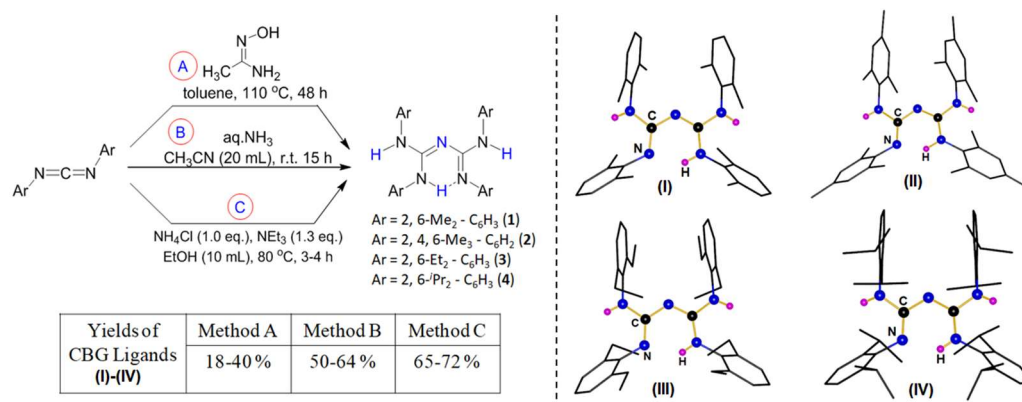 A
N
OH
H₃C
NH₂
toluene, 110 °C, 48 h
B
aq.NH₃
CH₃CN (20 mL), r.t. 15 h
Ar
N=C=N
Ar
C
NH₄Cl (1.0 eq.), NEt₃ (1.3 eq.)
EtOH (10 mL), 80 °C, 3-4 h
Ar Ar
N N N
H H
N N
Ar H Ar
Ar = 2, 6-Me₂ - C₆H₃ (1)
Ar = 2, 4, 6-Me₃ - C₆H₂ (2)
Ar = 2, 6-Et₂ - C₆H₃ (3)
Ar = 2, 6-ⁱPr₂ - C₆H₃ (4)
Yields of CBG Ligands (I)-(IV) Method A Method B Method C
18-40% 50-64% 65-72%
C
N
H
(I)
C
N
H
(II)
C
N
H
(III)
C
N
H
(IV)